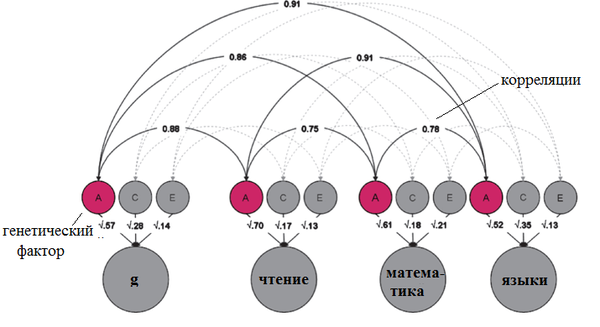 0.91
0.86
0.91
корреляции
0.88
0.75
0.78
A C E A C E A C E A C E
√.57 √.28 √.14 √.70 √.17 √.13 √.61 √.18 √.21 √.52 √.35 √.13
генетический
фактор
g
чтение
матема-
тика
языки